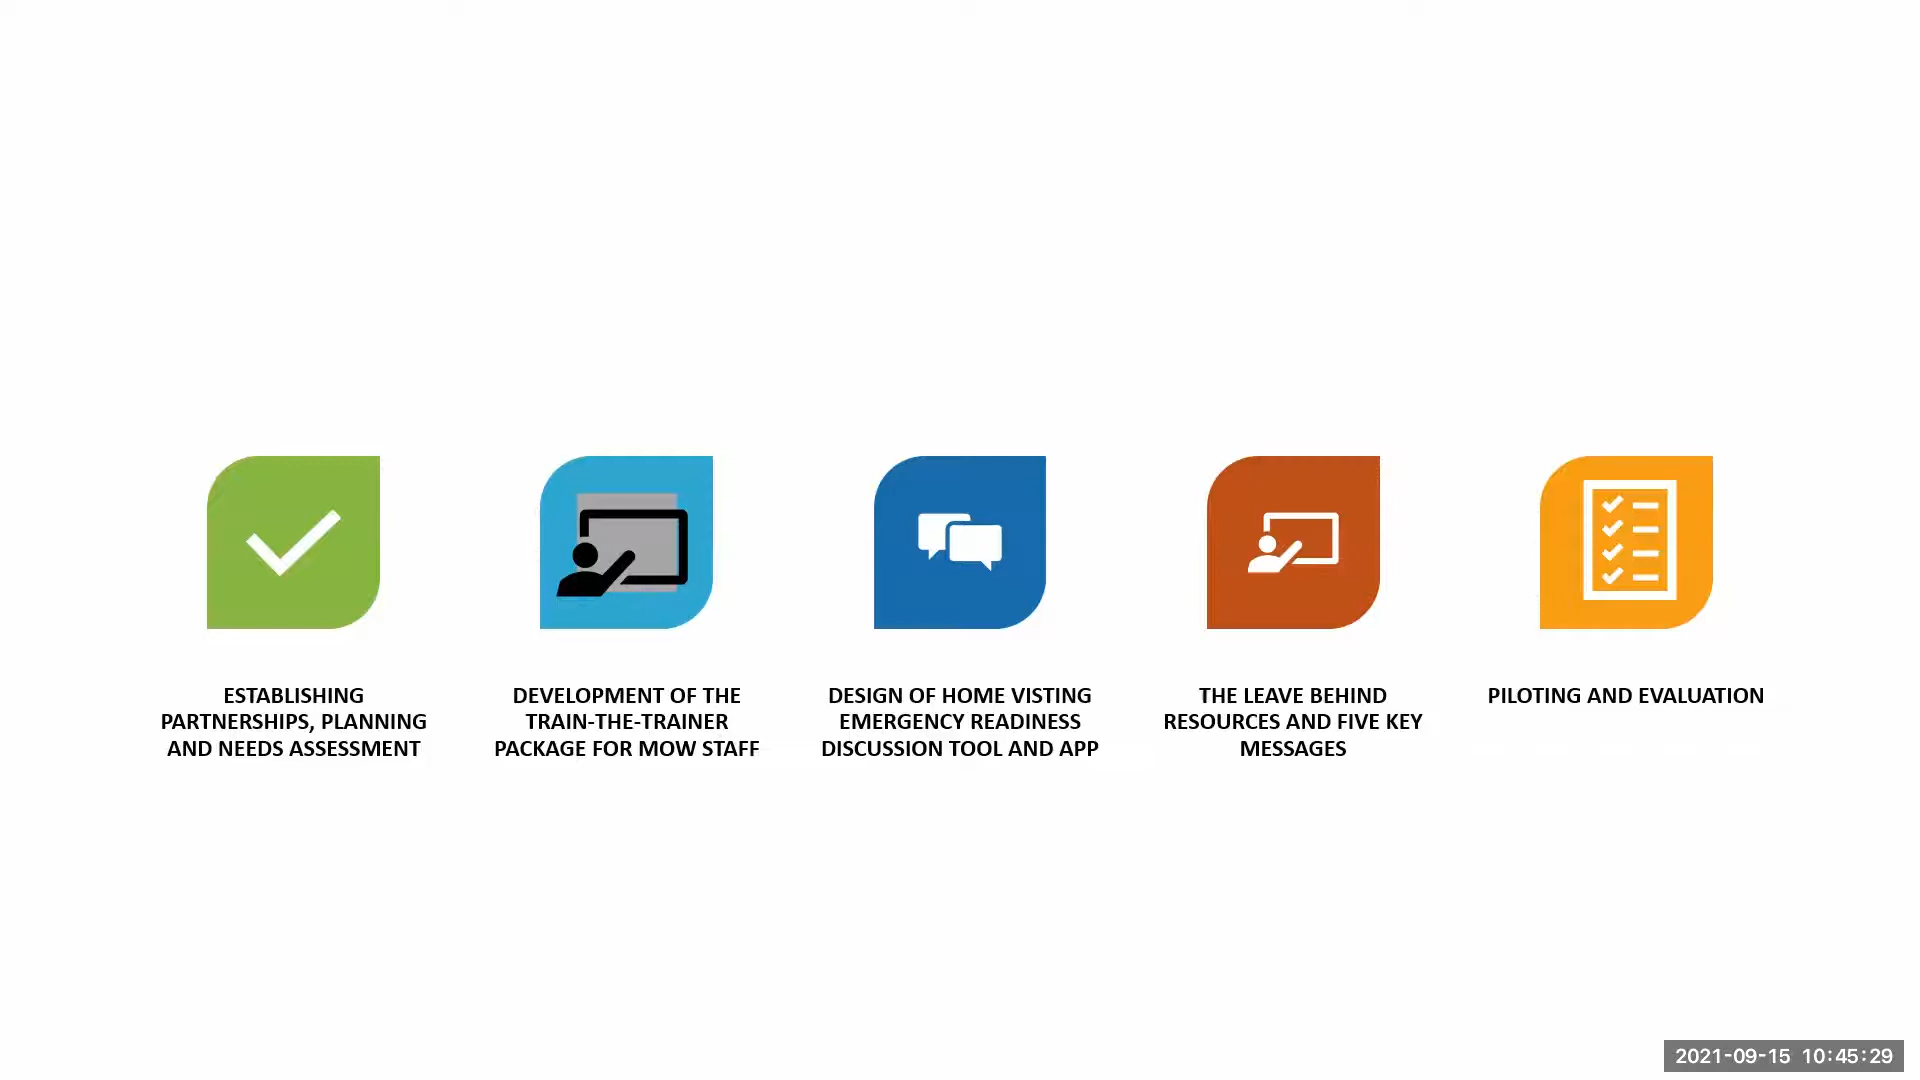 ESTABLISHING
PARTNERSHIPS, PLANNING
AND NEEDS ASSESSMENT
DEVELOPMENT OF THE
TRAIN-THE-TRAINER
PACKAGE FOR MOW STAFF
DESIGN OF HOME VISTING
EMERGENCY READINESS
DISCUSSION TOOL AND APP
THE LEAVE BEHIND
RESOURCES AND FIVE KEY
MESSAGES
PILOTING AND EVALUATION
2021-09-15 10:45:29